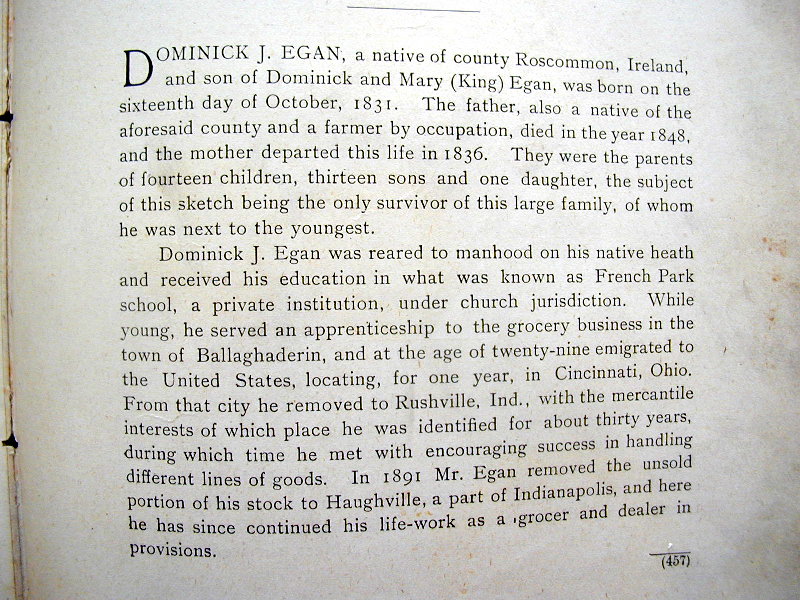 DOMINICK J. EGAN, a native of county Roscommon, Ireland,
and son of Dominick and Mary (King) Egan, was born on the
sixteenth day of October, 1831. The father, also a native of the
aforesaid county and a farmer by occupation, died in the year 1848,
and the mother departed this life in 1836. They were the parents
of fourteen children, thirteen sons and one daughter, the subject
of this sketch being the only survivor of this large family, of whom
he was next to the youngest.
Dominick J. Egan was reared to manhood on his native heath
and received his education in what was known as French Park
school, a private institution, under church jurisdiction. While
young, he served an apprenticeship to the grocery business in the
town of Ballaghaderin, and at the age of twenty-nine emigrated to
the United States, locating, for one year, in Cincinnati, Ohio.
From that city he removed to Rushville, Ind., with the mercantile
interests of which place he was identified for about thirty years,
during which time he met with encouraging success in handling
different lines of goods. In 1891 Mr. Egan removed the unsold
portion of his stock to Haughville, a part of Indianapolis, and here
he has since continued his life-work as a grocer and dealer in
provisions.
(457)